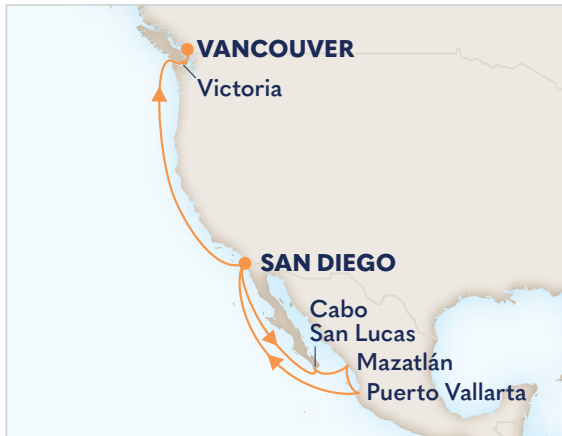 VANCOUVER
Victoria
SAN DIEGO
Cabo
San Lucas
Mazatlán
Puerto Vallarta